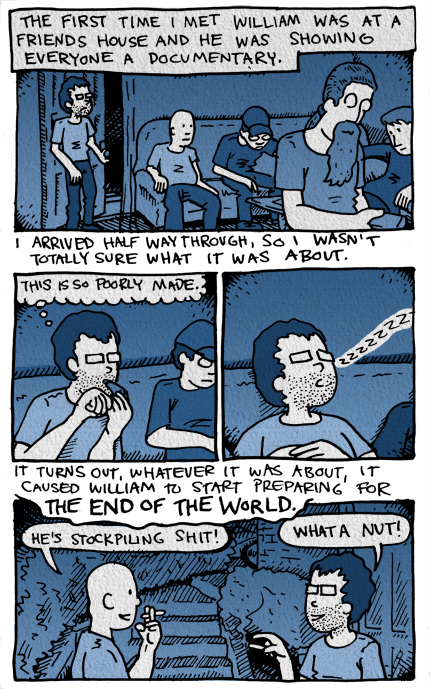 THE FIRST TIME I MET WILLIAM WAS AT A
FRIENDS HOUSE AND HE WAS SHOWING
EVERYONE A DOCUMENTARY.
I ARRIVED HALF WAY THROUGH, SO I WASN'T
TOTALLY SURE WHAT IT WAS ABOUT.
THIS IS SO POORLY MADE.
ZZZZZZZZ
IT TURNS OUT, WHATEVER IT WAS ABOUT, IT
CAUSED WILLIAM TO START PREPARING FOR
THE END OF THE WORLD.
HE'S STOCKPILING SHIT!
WHAT A NUT!